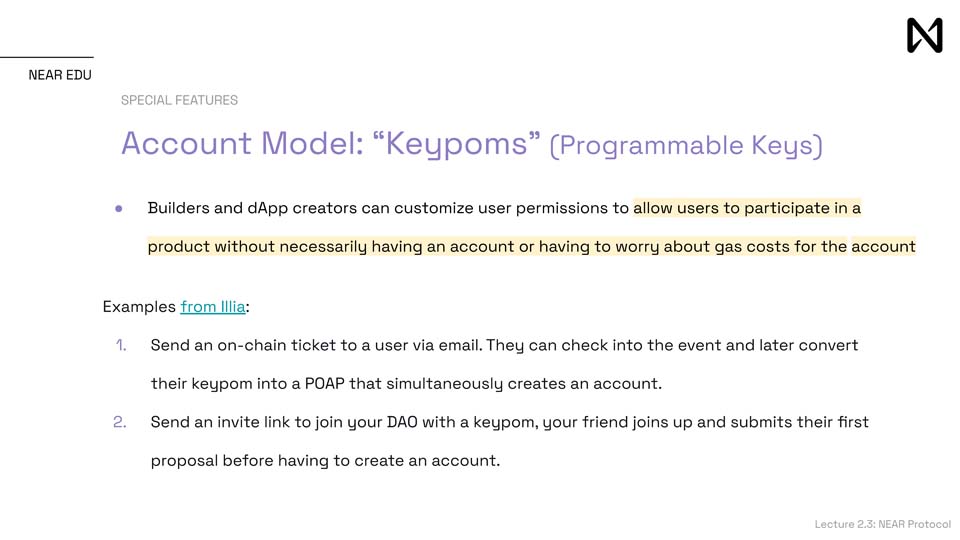 NEAR EDU
SPECIAL FEATURES
Account Model: “Keypoms” (Programmable Keys)
● Builders and dApp creators can customize user permissions to allow users to participate in a
product without necessarily having an account or having to worry about gas costs for the account
Examples from Illia:
1. Send an on-chain ticket to a user via email. They can check into the event and later convert
their keypom into a POAP that simultaneously creates an account.
2. Send an invite link to join your DAO with a keypom, your friend joins up and submits their first
proposal before having to create an account.
Lecture 2.3: NEAR Protocol